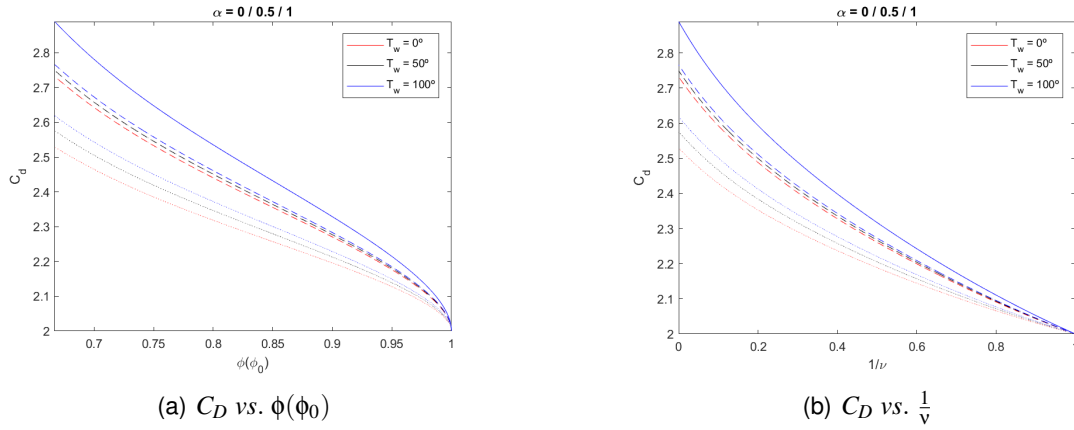 α = 0 / 0.5 / 1
T_w = 0º
T_w = 50º
T_w = 100º
C_d
2.8
2.7
2.6
2.5
2.4
2.3
2.2
2.1
2
0.7
0.75
0.8
0.85
0.9
0.95
1
ϕ(ϕ_0)
(a) C_D vs. ϕ(ϕ_0)
α = 0 / 0.5 / 1
T_w = 0º
T_w = 50º
T_w = 100º
C_d
2.8
2.7
2.6
2.5
2.4
2.3
2.2
2.1
2
0
0.2
0.4
0.6
0.8
1
1/ν
(b) C_D vs. 1/ν